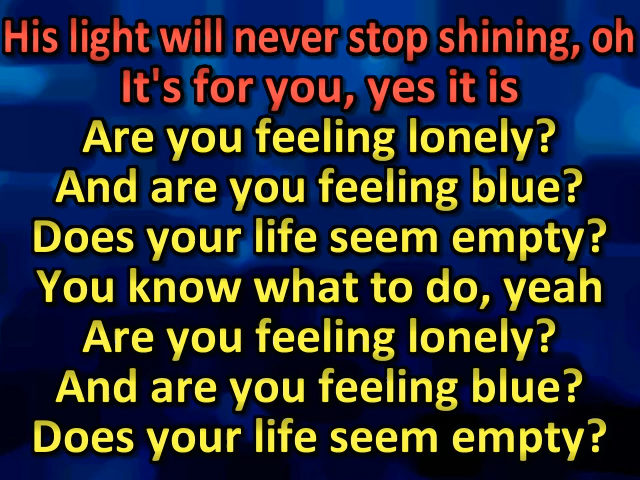 His light will never stop shining, oh
It's for you, yes it is
Are you feeling lonely?
And are you feeling blue?
Does your life seem empty?
You know what to do, yeah
Are you feeling lonely?
And are you feeling blue?
Does your life seem empty?